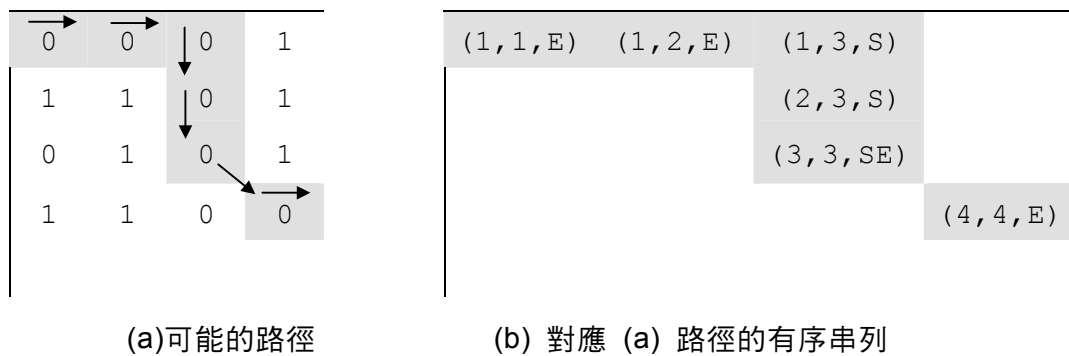 0 0 0 1 (1,1,E) (1,2,E) (1,3,S)
1 1 0 1 (2,3,S)
0 1 0 1 (3,3,SE)
1 1 0 0 (4,4,E)
(a)可能的路徑 (b) 對應 (a) 路徑的有序串列